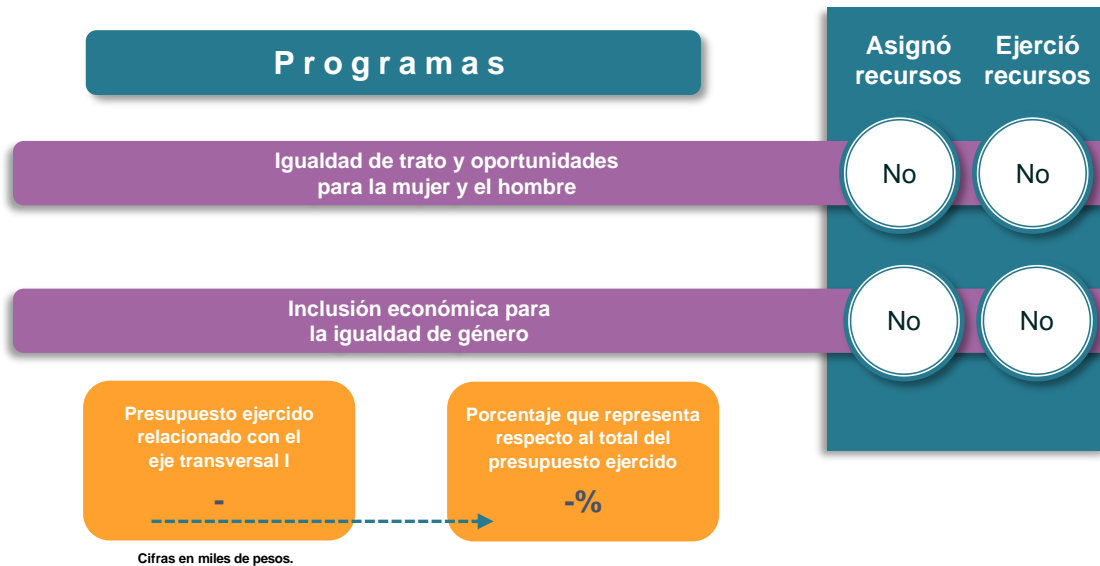 Programas
Asignó
recursos
Ejerció
recursos
Igualdad de trato y oportunidades
para la mujer y el hombre
No
No
Inclusión económica para
la igualdad de género
No
No
Presupuesto ejercido
relacionado con el
eje transversal I
-
Porcentaje que representa
respecto al total del
presupuesto ejercido
-%
Cifras en miles de pesos.